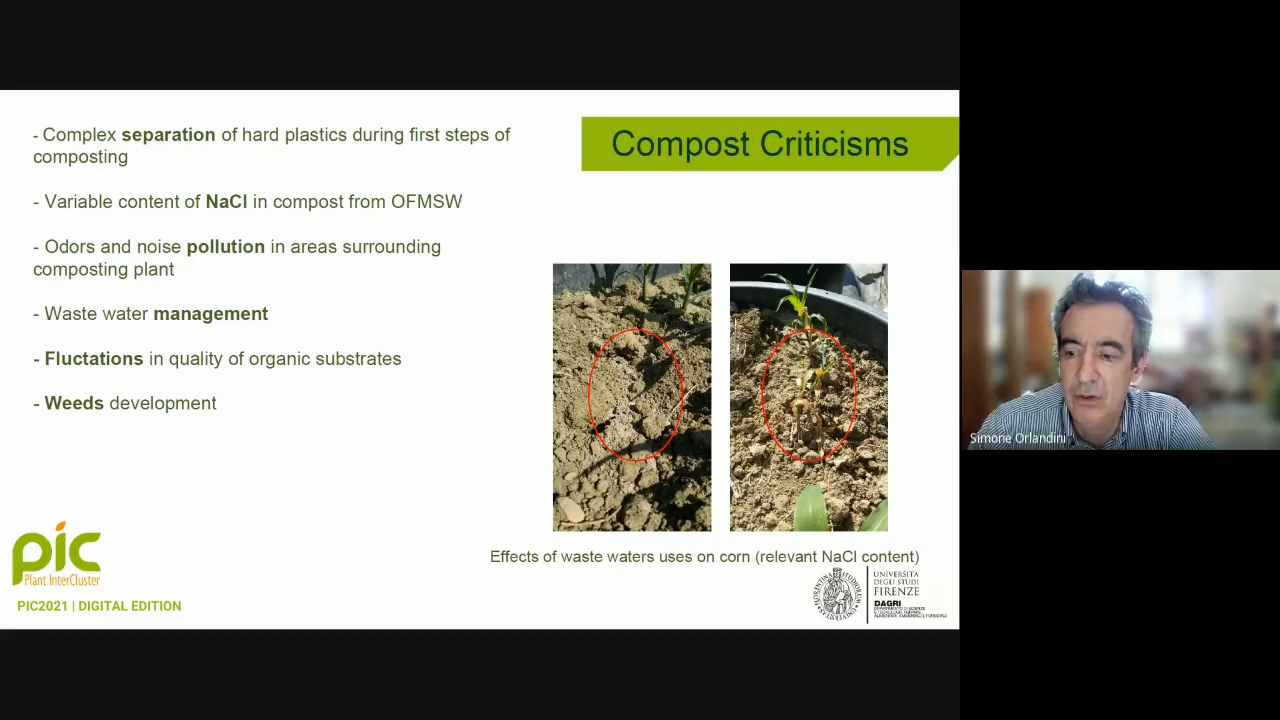 Compost Criticisms
- Complex separation of hard plastics during first steps of
composting
- Variable content of NaCl in compost from OFMSW
- Odors and noise pollution in areas surrounding
composting plant
- Waste water management
- Fluctations in quality of organic substrates
- Weeds development
Effects of waste waters uses on corn (relevant NaCl content)
pic
Plant InterCluster
PIC2021 | DIGITAL EDITION
UNIVERSITÀ
DEGLI STUDI
FIRENZE
DAGRI
Simone Orlandini